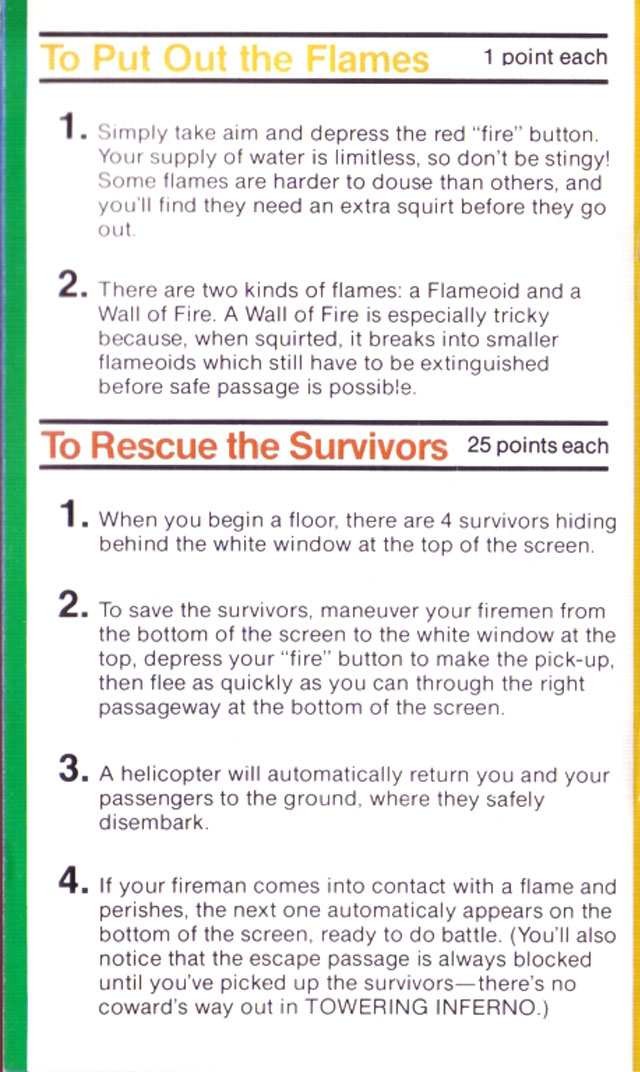 To Put Out the Flames 1 point each
1. Simply take aim and depress the red "fire" button.
Your supply of water is limitless, so don't be stingy!
Some flames are harder to douse than others, and
you'll find they need an extra squirt before they go
out.
2. There are two kinds of flames: a Flameoid and a
Wall of Fire. A Wall of Fire is especially tricky
because, when squirted, it breaks into smaller
flameoids which still have to be extinguished
before safe passage is possible.
To Rescue the Survivors 25 points each
1. When you begin a floor, there are 4 survivors hiding
behind the white window at the top of the screen.
2. To save the survivors, maneuver your firemen from
the bottom of the screen to the white window at the
top, depress your "fire" button to make the pick-up,
then flee as quickly as you can through the right
passageway at the bottom of the screen.
3. A helicopter will automatically return you and your
passengers to the ground, where they safely
disembark.
4. If your fireman comes into contact with a flame and
perishes, the next one automaticaly appears on the
bottom of the screen, ready to do battle. (You'll also
notice that the escape passage is always blocked
until you've picked up the survivors—there's no
coward's way out in TOWERING INFERNO.)